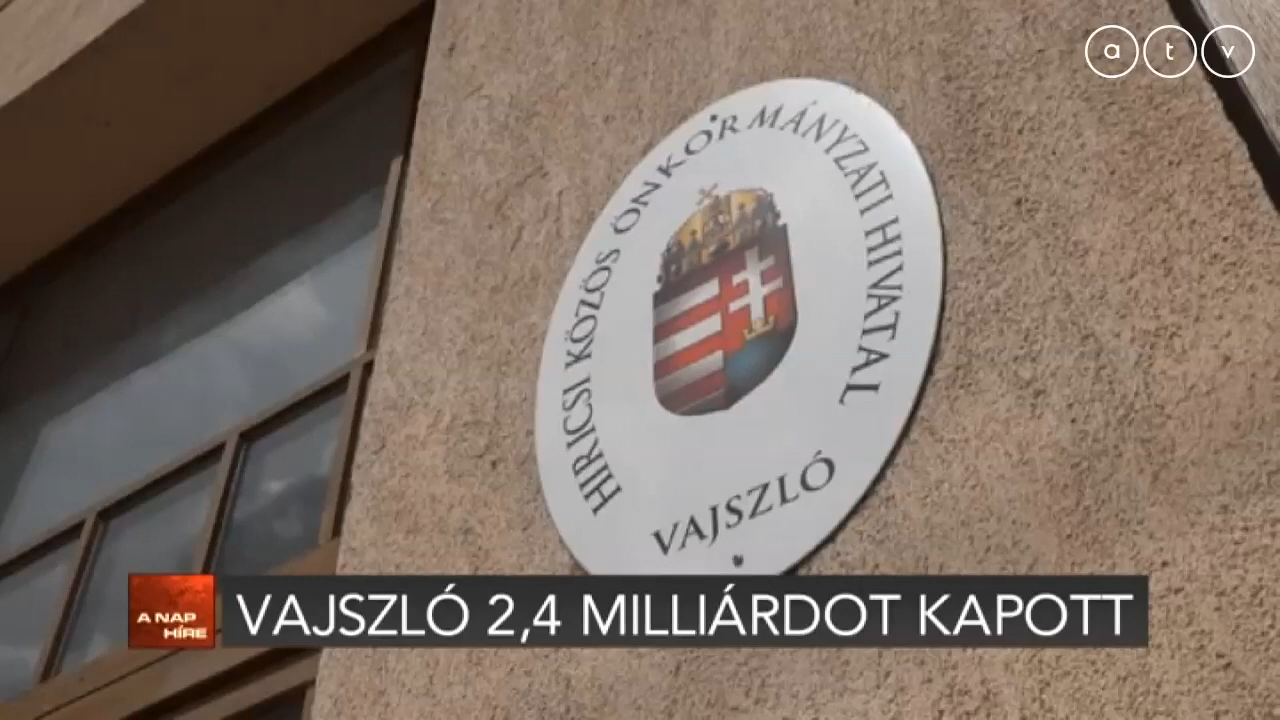 atv
HIRICSI KÖZÖS ÖNKORMÁNYZATI HIVATAL
VAJSZLÓ
A NAP
HÍRE
VAJSZLÓ 2,4 MILLIÁRDOT KAPOTT